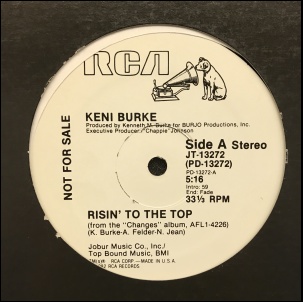 RCA
KENI BURKE
Produced by Kenneth M. Burke for BURJO Productions, Inc.
Executive Producer: "Chappie" Johnson
NOT FOR SALE
Side A Stereo
JT-13272
(PD-13272)
PD-13272-A
5:16
Intro: 59
End: Fade
33⅓ RPM
RISIN' TO THE TOP
(from the "Changes" album, AFL1-4226)
(K. Burke-A. Felder-N. Jean)
Jobur Music Co., Inc./
Top Bound Music, BMI
RCA CORP — MADE IN U.S.A.
RCA RECORDS